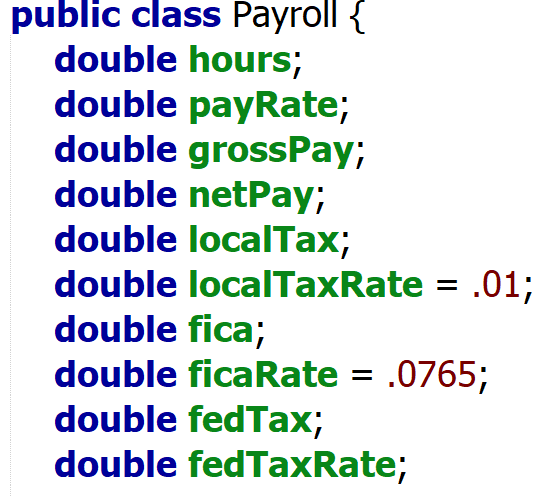 public class Payroll {
double hours;
double payRate;
double grossPay;
double netPay;
double localTax;
double localTaxRate = .01;
double fica;
double ficaRate = .0765;
double fedTax;
double fedTaxRate;